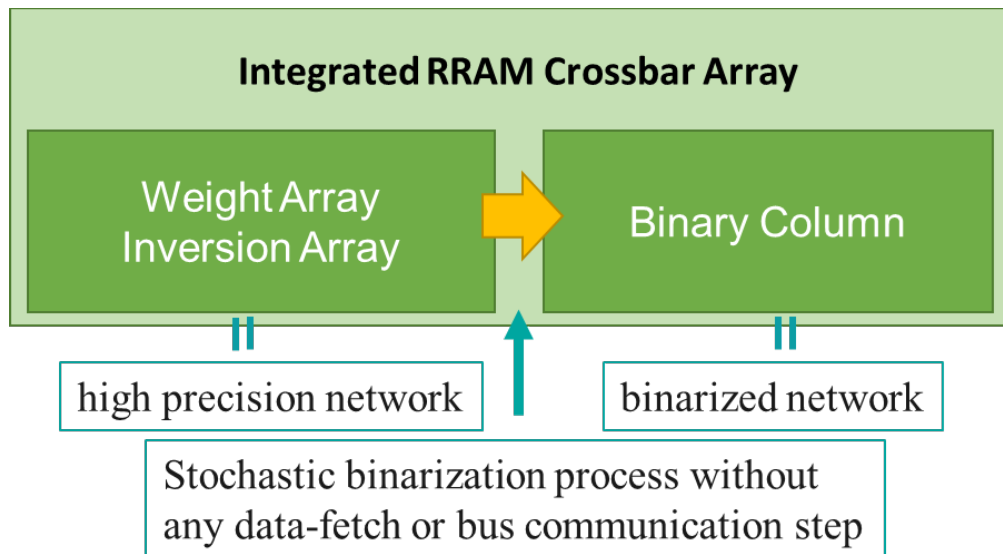 Integrated RRAM Crossbar Array
Weight Array
Inversion Array
Binary Column
high precision network
binarized network
Stochastic binarization process without
any data-fetch or bus communication step